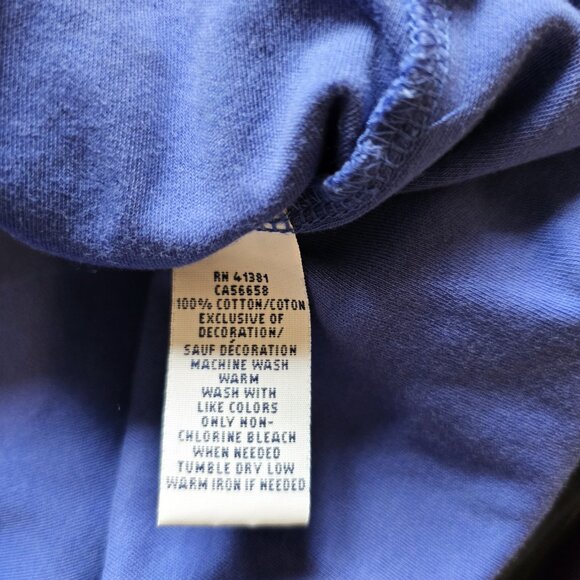 RN 41381
CA56658
100% COTTON/COTON
EXCLUSIVE OF
DECORATION/
SAUF DÉCORATION
MACHINE WASH
WARM
WASH WITH
LIKE COLORS
ONLY NON-
CHLORINE BLEACH
WHEN NEEDED
TUMBLE DRY LOW
WARM IRON IF NEEDED